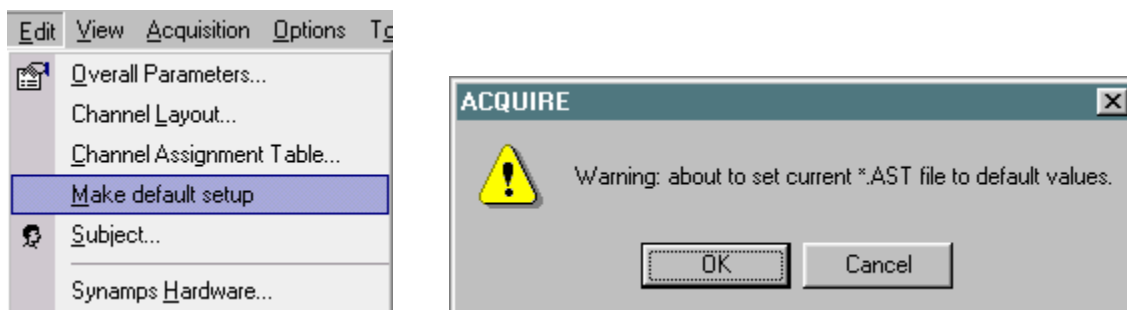 Edit View Acquisition Options
Overall Parameters...
Channel Layout...
Channel Assignment Table...
Make default setup
Subject...
Synamps Hardware...
ACQUIRE
Warning: about to set current *.AST file to default values.
OK Cancel